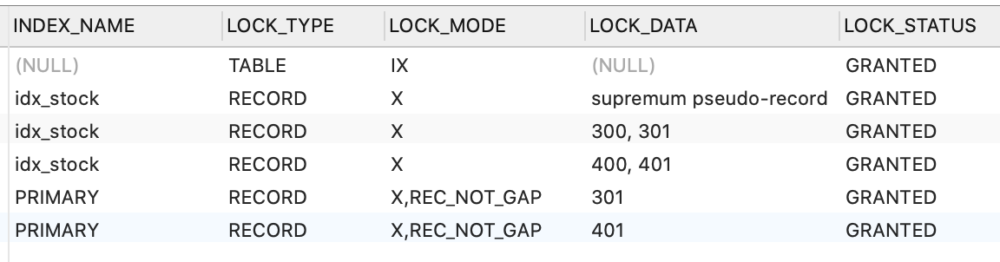 INDEX_NAME LOCK_TYPE LOCK_MODE LOCK_DATA LOCK_STATUS
(NULL) TABLE IX (NULL) GRANTED
idx_stock RECORD X supremum pseudo-record GRANTED
idx_stock RECORD X 300, 301 GRANTED
idx_stock RECORD X 400, 401 GRANTED
PRIMARY RECORD X,REC_NOT_GAP 301 GRANTED
PRIMARY RECORD X,REC_NOT_GAP 401 GRANTED